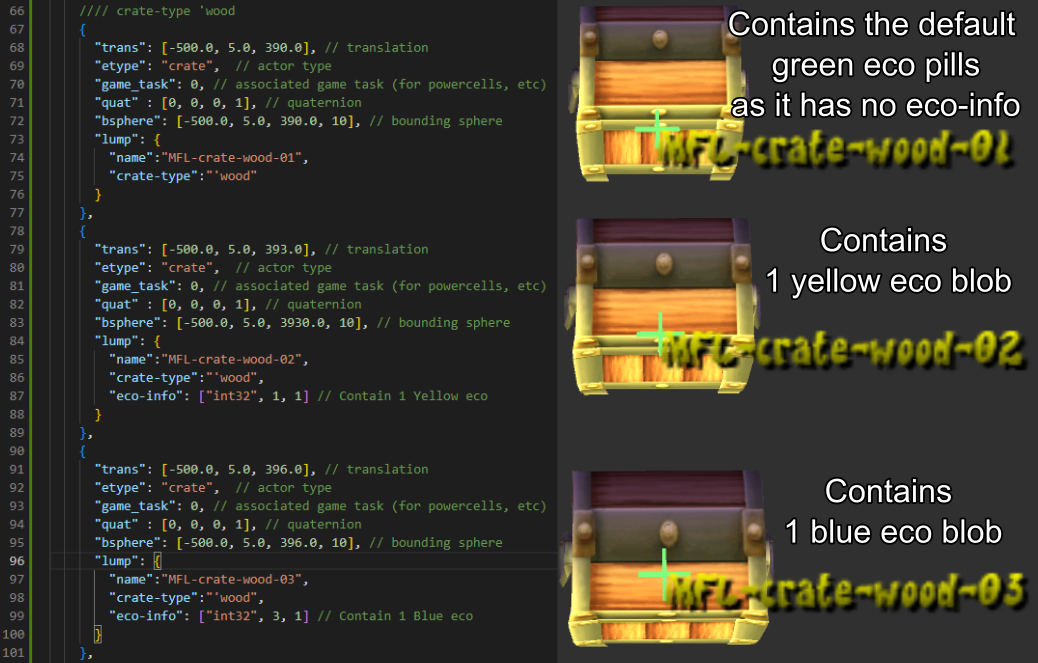 66 //// crate-type 'wood
67 {
68 "trans": [-500.0, 5.0, 390.0], // translation
69 "etype": "crate", // actor type
70 "game_task": 0, // associated game task (for powercells, etc)
71 "quat" : [0, 0, 0, 1], // quaternion
72 "bsphere": [-500.0, 5.0, 390.0, 10], // bounding sphere
73 "lump": {
74 "name":"MFL-crate-wood-01",
75 "crate-type":"'wood"
76 }
77 },
78 {
79 "trans": [-500.0, 5.0, 393.0], // translation
80 "etype": "crate", // actor type
81 "game_task": 0, // associated game task (for powercells, etc)
82 "quat" : [0, 0, 0, 1], // quaternion
83 "bsphere": [-500.0, 5.0, 3930.0, 10], // bounding sphere
84 "lump": {
85 "name":"MFL-crate-wood-02",
86 "crate-type":"'wood",
87 "eco-info": ["int32", 1, 1] // Contain 1 Yellow eco
88 }
89 },
90 {
91 "trans": [-500.0, 5.0, 396.0], // translation
92 "etype": "crate", // actor type
93 "game_task": 0, // associated game task (for powercells, etc)
94 "quat" : [0, 0, 0, 1], // quaternion
95 "bsphere": [-500.0, 5.0, 396.0, 10], // bounding sphere
96 "lump": {
97 "name":"MFL-crate-wood-03",
98 "crate-type":"'wood",
99 "eco-info": ["int32", 3, 1] // Contain 1 Blue eco
100 }
101 },
Contains the default
green eco pills
as it has no eco-info
MFL-crate-wood-01
Contains
1 yellow eco blob
MFL-crate-wood-02
Contains
1 blue eco blob
MFL-crate-wood-03